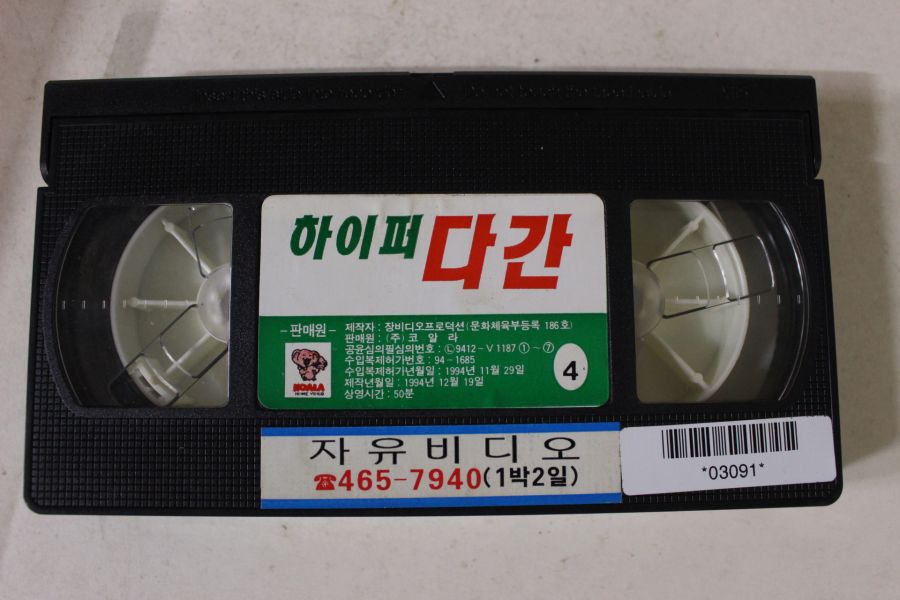 하이퍼 다간
-판매원-
KOALA
HOME VIDEO
제작자 : 장비디오프로덕션(문화체육부등록 186호)
판매원 : (주) 코 알 라
공윤심의필심의번호 : Ⓛ9412-V1187 ①~⑦
수입복제허가번호 : 94-1685
수입복제허가년월일 : 1994년 11월 29일
제작년월일 : 1994년 12월 19일
상영시간 : 50분
4
자유비디오
☎465-7940(1박2일)
*03091*